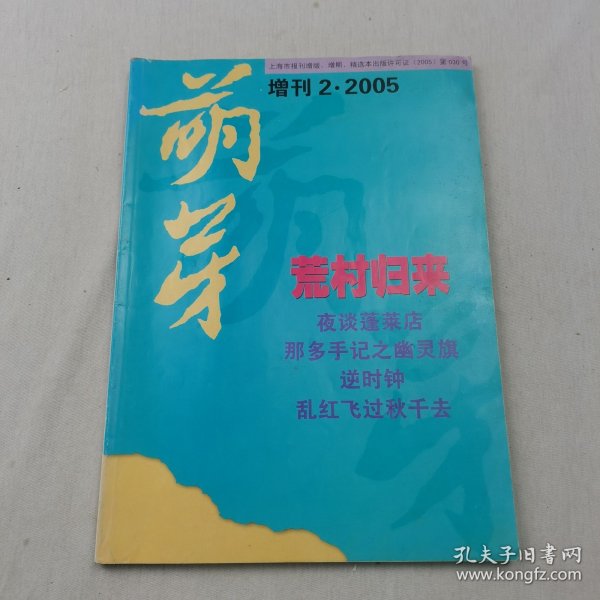 上海市报刊增版、增期、精选本出版许可证（2005）第020号
增刊2·2005
萌芽
荒村归来
夜谈蓬莱店
那多手记之幽灵旗
逆时钟
乱红飞过秋千去
孔夫子旧书网
www.kongfz.com